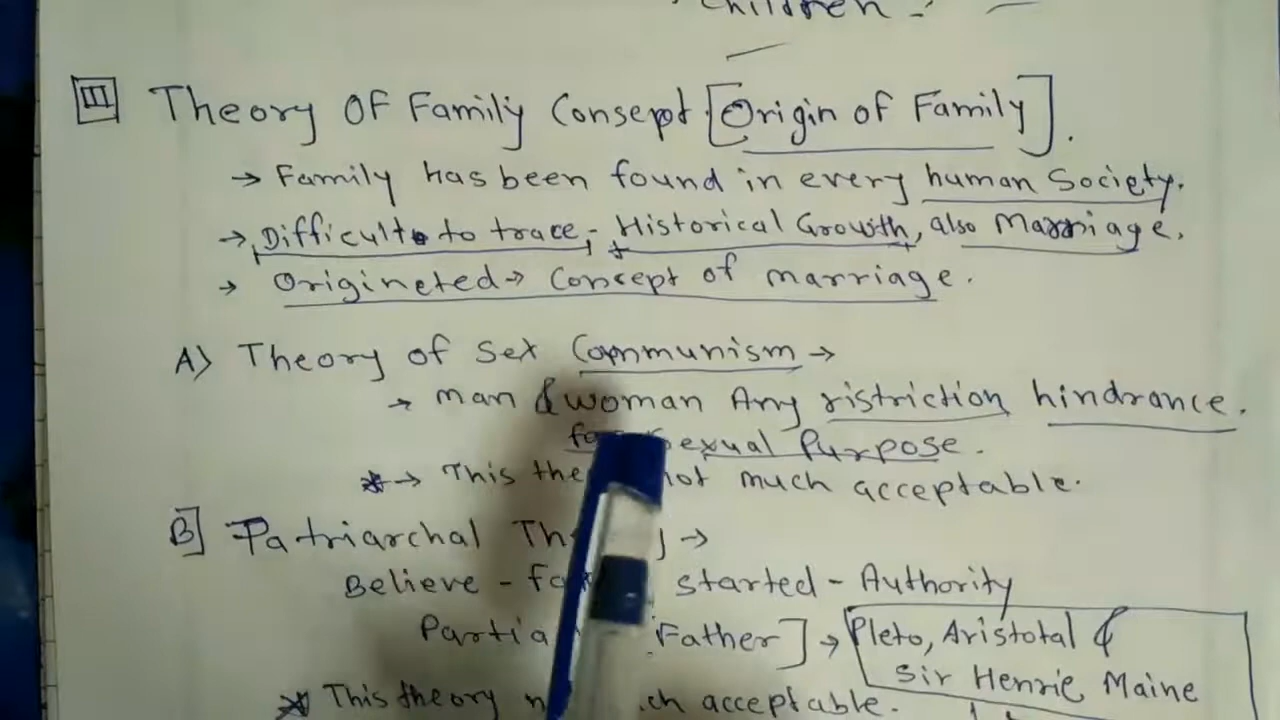 Children -
III Theory OF Family Consept [Origin of Family].
→ Family has been found in every human Society.
→ Difficult to trace - Historical Growth, also Marriage.
→ Origineted → Concept of marriage.
A) Theory of Sex Communism →
→ man & woman Any ristriction hindrance.
Sexual Purpose.
* → This not much acceptable.
B] Patriarchal →
Believe - started - Authority
Father] → Pleto, Aristotal &
Sir Henrie Maine
* This theory acceptable.